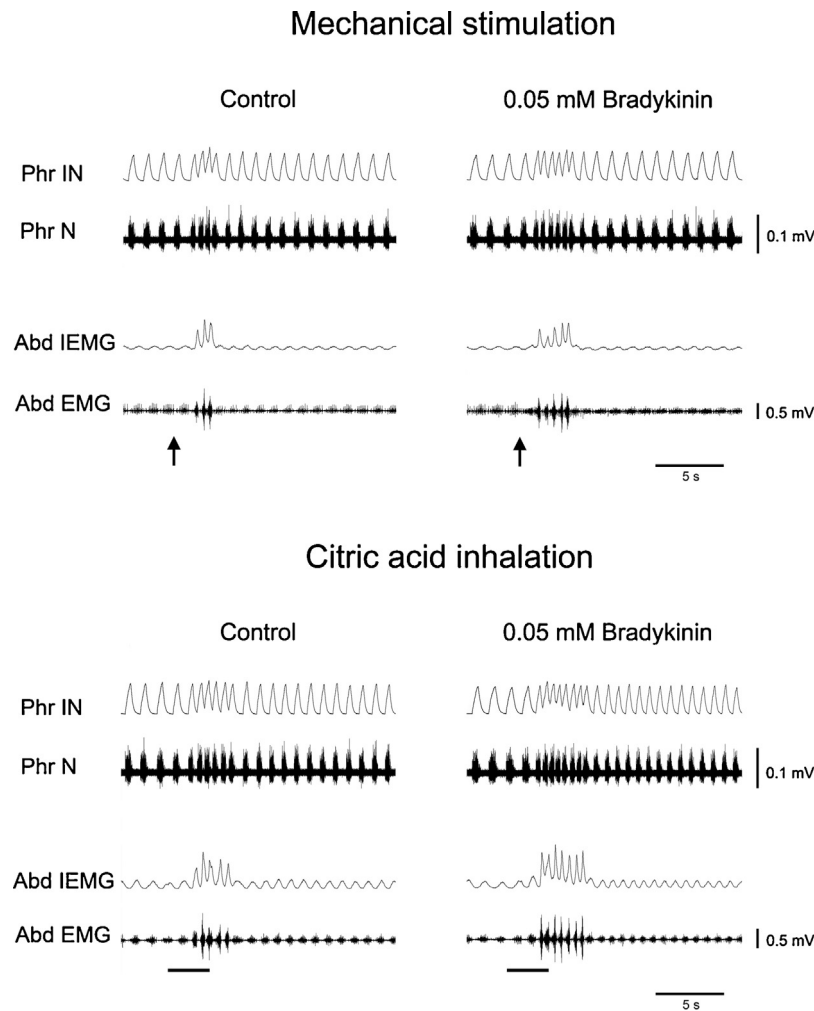 Mechanical stimulation
Control
0.05 mM Bradykinin
Phr IN
Phr N
0.1 mV
Abd IEMG
Abd EMG
0.5 mV
5 s
Citric acid inhalation
Control
0.05 mM Bradykinin
Phr IN
Phr N
0.1 mV
Abd IEMG
Abd EMG
0.5 mV
5 s